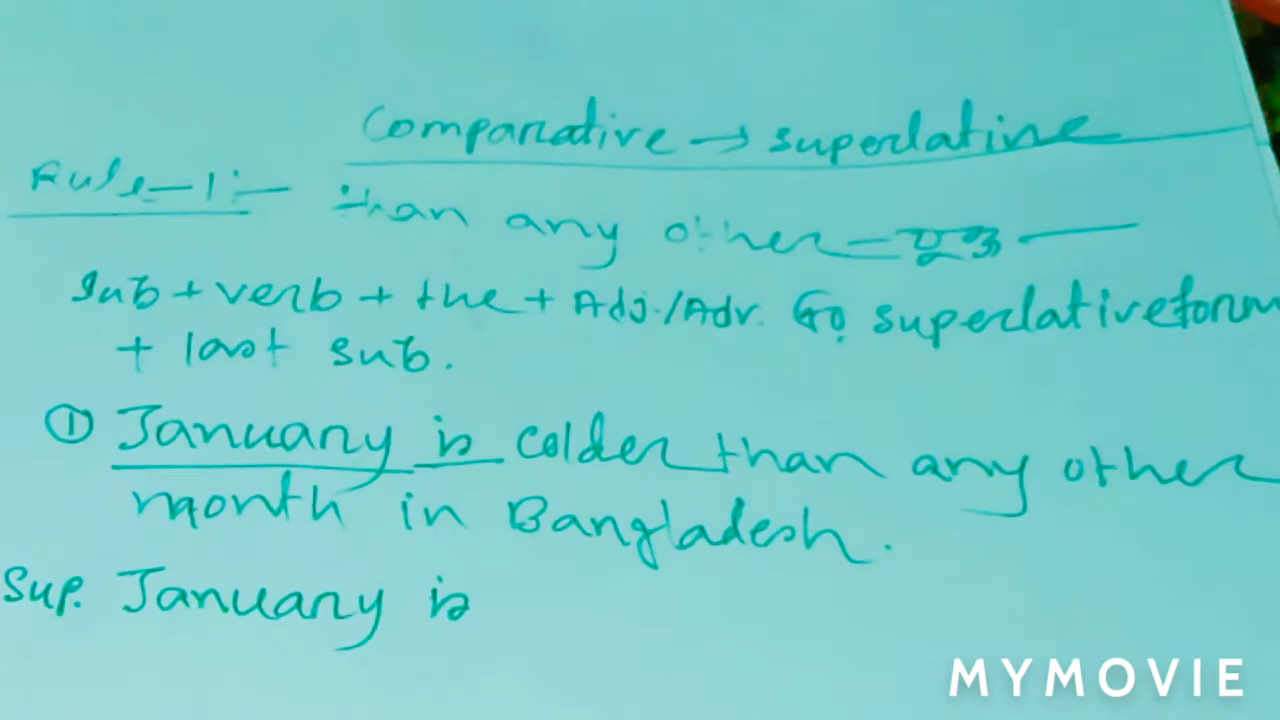 Comparative → superlative
Rule-1:- than any other - হয় —
Sub + verb + the + Adj./Adv. এর superlative form
+ last sub.
① January is colder than any other
month in Bangladesh.
Sup. January is
MYMOVIE